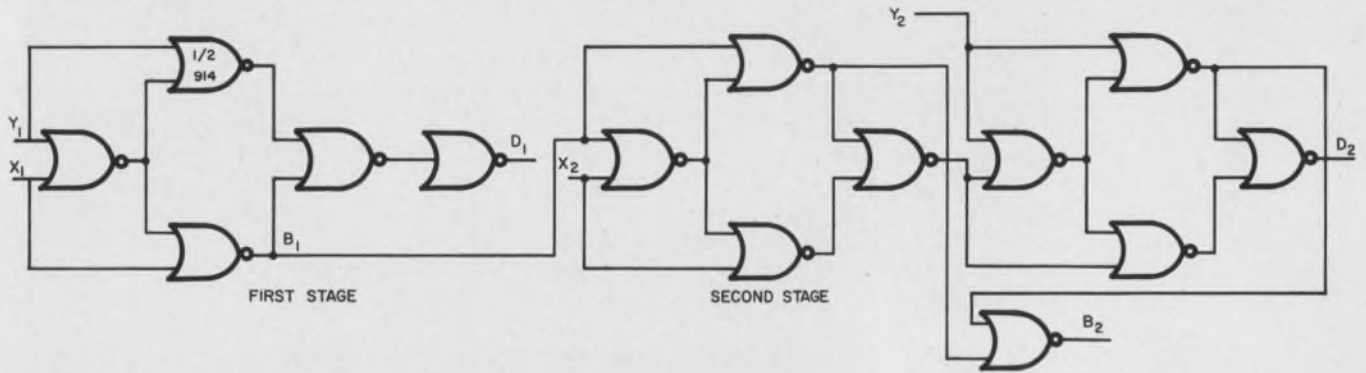 Y₂
1/2
914
Y₁
X₁
D₁
X₂
D₂
B₁
FIRST STAGE
SECOND STAGE
B₂